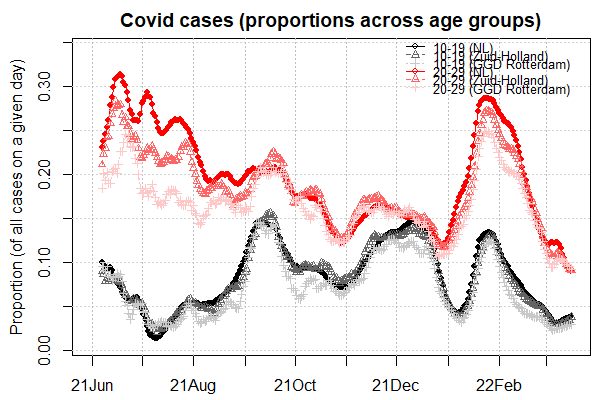 Covid cases (proportions across age groups)
10-19 (NL)
10-19 (Zuid-Holland)
10-19 (GGD Rotterdam)
20-29 (NL)
20-29 (Zuid-Holland)
20-29 (GGD Rotterdam)
Proportion (of all cases on a given day)
0.30
0.20
0.10
0.00
21Jun 21Aug 21Oct 21Dec 22Feb